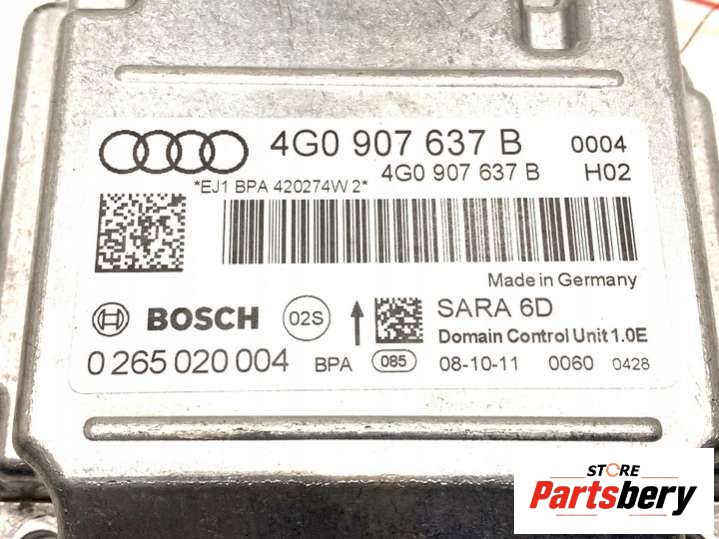 4G0 907 637 B 0004
4G0 907 637 B H02
*EJ1 BPA 420274W 2*
Made in Germany
BOSCH 02S SARA 6D
Domain Control Unit 1.0E
0 265 020 004 BPA 085 08-10-11 0060 0428
STORE
Partsbery